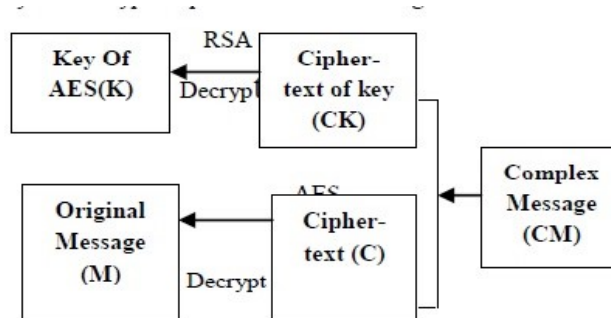 RSA
Key Of
AES(K)
Decrypt
Cipher-
text of key
(CK)
Complex
Message
(CM)
AES
Original
Message
(M)
Decrypt
Cipher-
text (C)